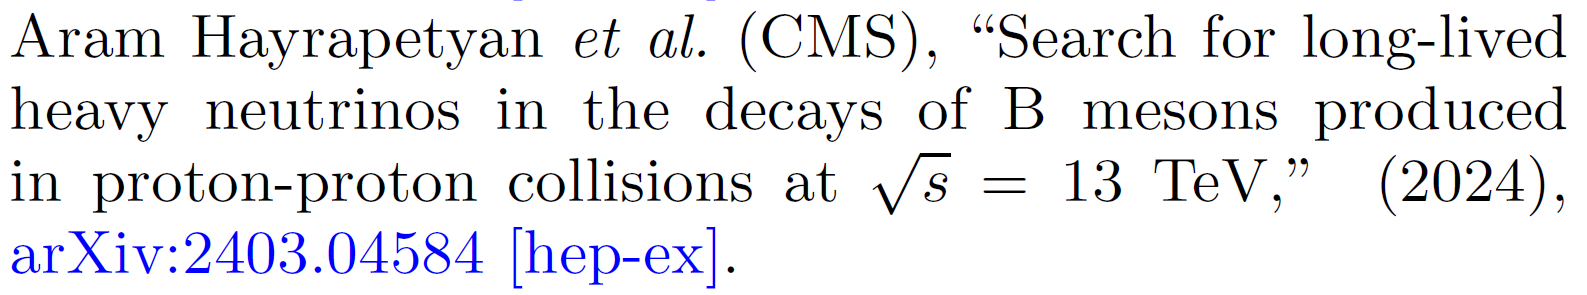 Aram Hayrapetyan et al. (CMS), “Search for long-lived
heavy neutrinos in the decays of B mesons produced
in proton-proton collisions at √s = 13 TeV,” (2024),
arXiv:2403.04584 [hep-ex].